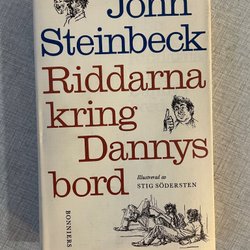 John
Steinbeck
Riddarna
kring
Dannys
bord
Illustrerad av
STIG SÖDERSTEN
BONNIERS